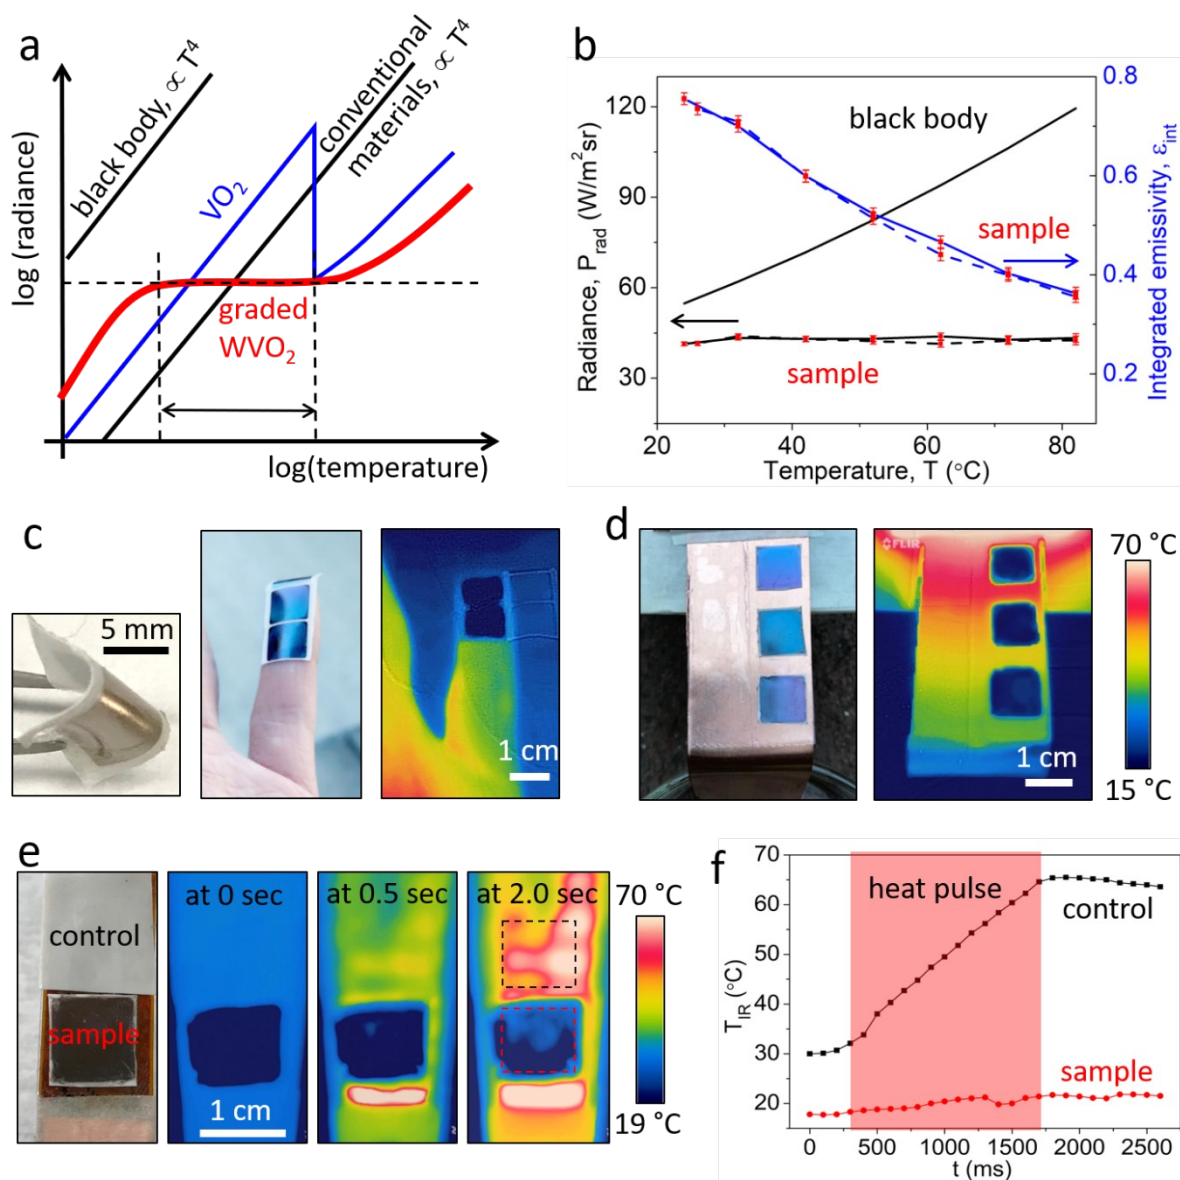 a
log (radiance)
black body, ∝ T⁴
VO₂
conventional
materials, ∝ T⁴
graded
WVO₂
log(temperature)
b
Radiance, P_rad (W/m²sr)
120
90
60
30
black body
sample
sample
0.8
0.6
0.4
0.2
Integrated emissivity, ε_int
20 30 40 50 60 70 80
Temperature, T (°C)
c
5 mm
1 cm
d
FLIR
1 cm
70 °C
15 °C
e
control
sample
at 0 sec
1 cm
at 0.5 sec
at 2.0 sec
70 °C
19 °C
f
T_IR (°C)
70
60
50
40
30
20
heat pulse
control
sample
0 500 1000 1500 2000 2500
t (ms)